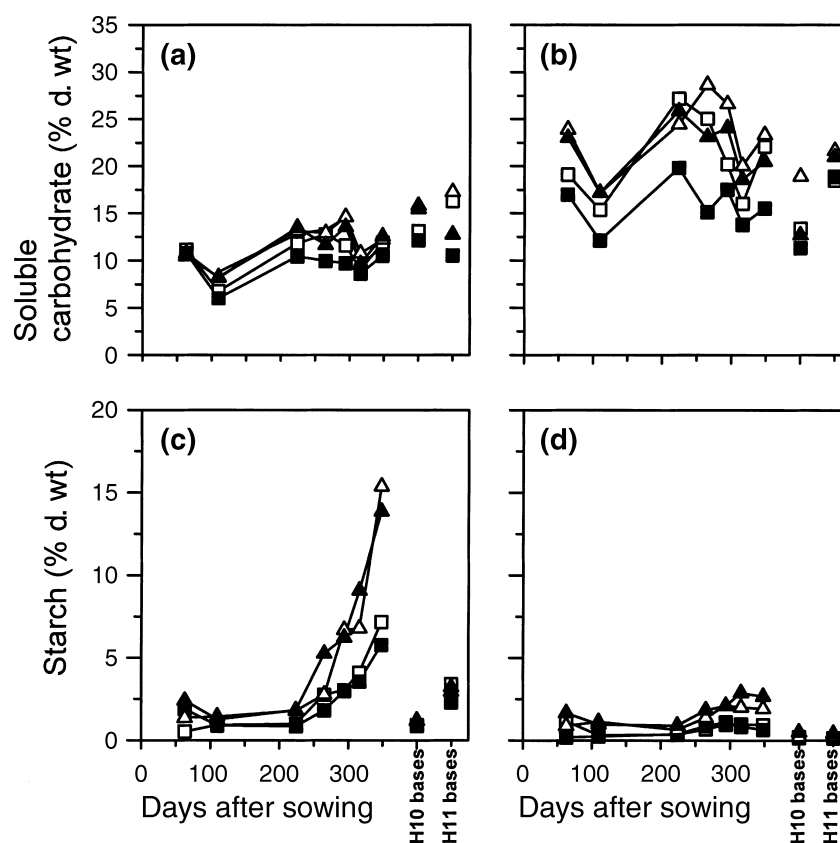 35
30
25
20
15
10
5
0
Soluble
carbohydrate (% d. wt)
(a)
(b)
20
15
10
5
0
Starch (% d. wt)
(c)
(d)
0 100 200 300
H10 bases
H11 bases
Days after sowing
0 100 200 300
H10 bases
H11 bases
Days after sowing